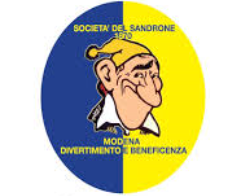 SOCIETA' DEL SANDRONE
1870
MODENA
DIVERTIMENTO E BENEFICENZA